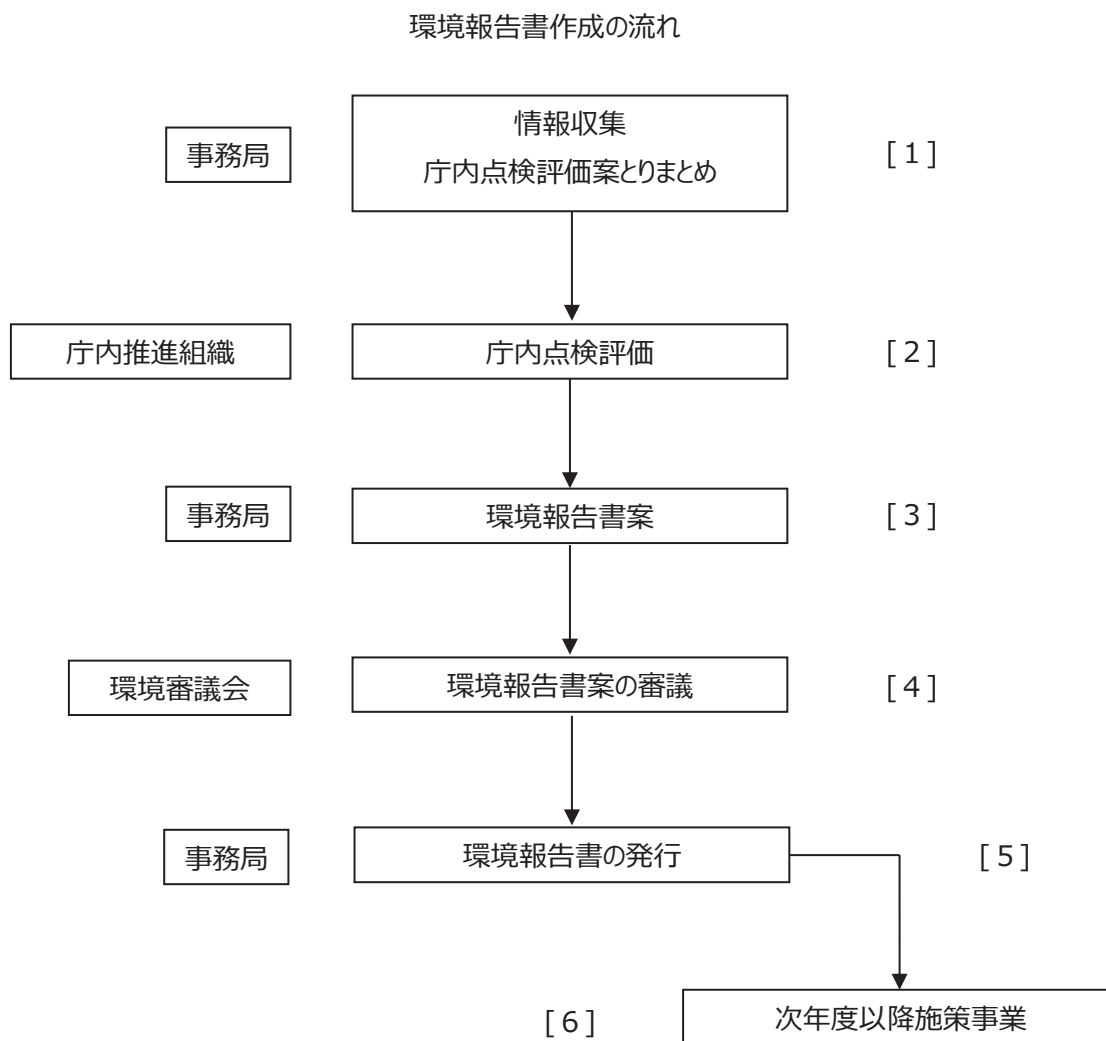 環境報告書作成の流れ
事務局
情報収集
庁内点検評価案とりまとめ
[1]
庁内推進組織
庁内点検評価
[2]
事務局
環境報告書案
[3]
環境審議会
環境報告書案の審議
[4]
事務局
環境報告書の発行
[5]
[6]
次年度以降施策事業